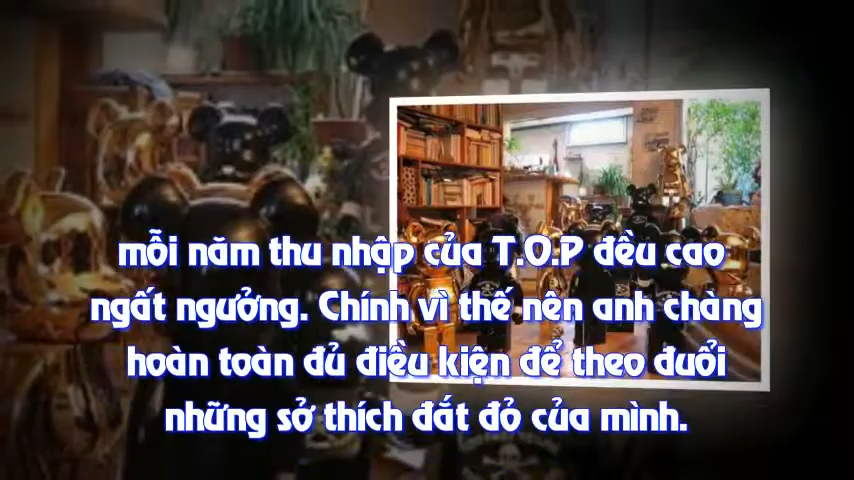 mỗi năm thu nhập của T.O.P đều cao
ngất ngưởng. Chính vì thế nên anh chàng
hoàn toàn đủ điều kiện để theo đuổi
những sở thích đắt đỏ của mình.